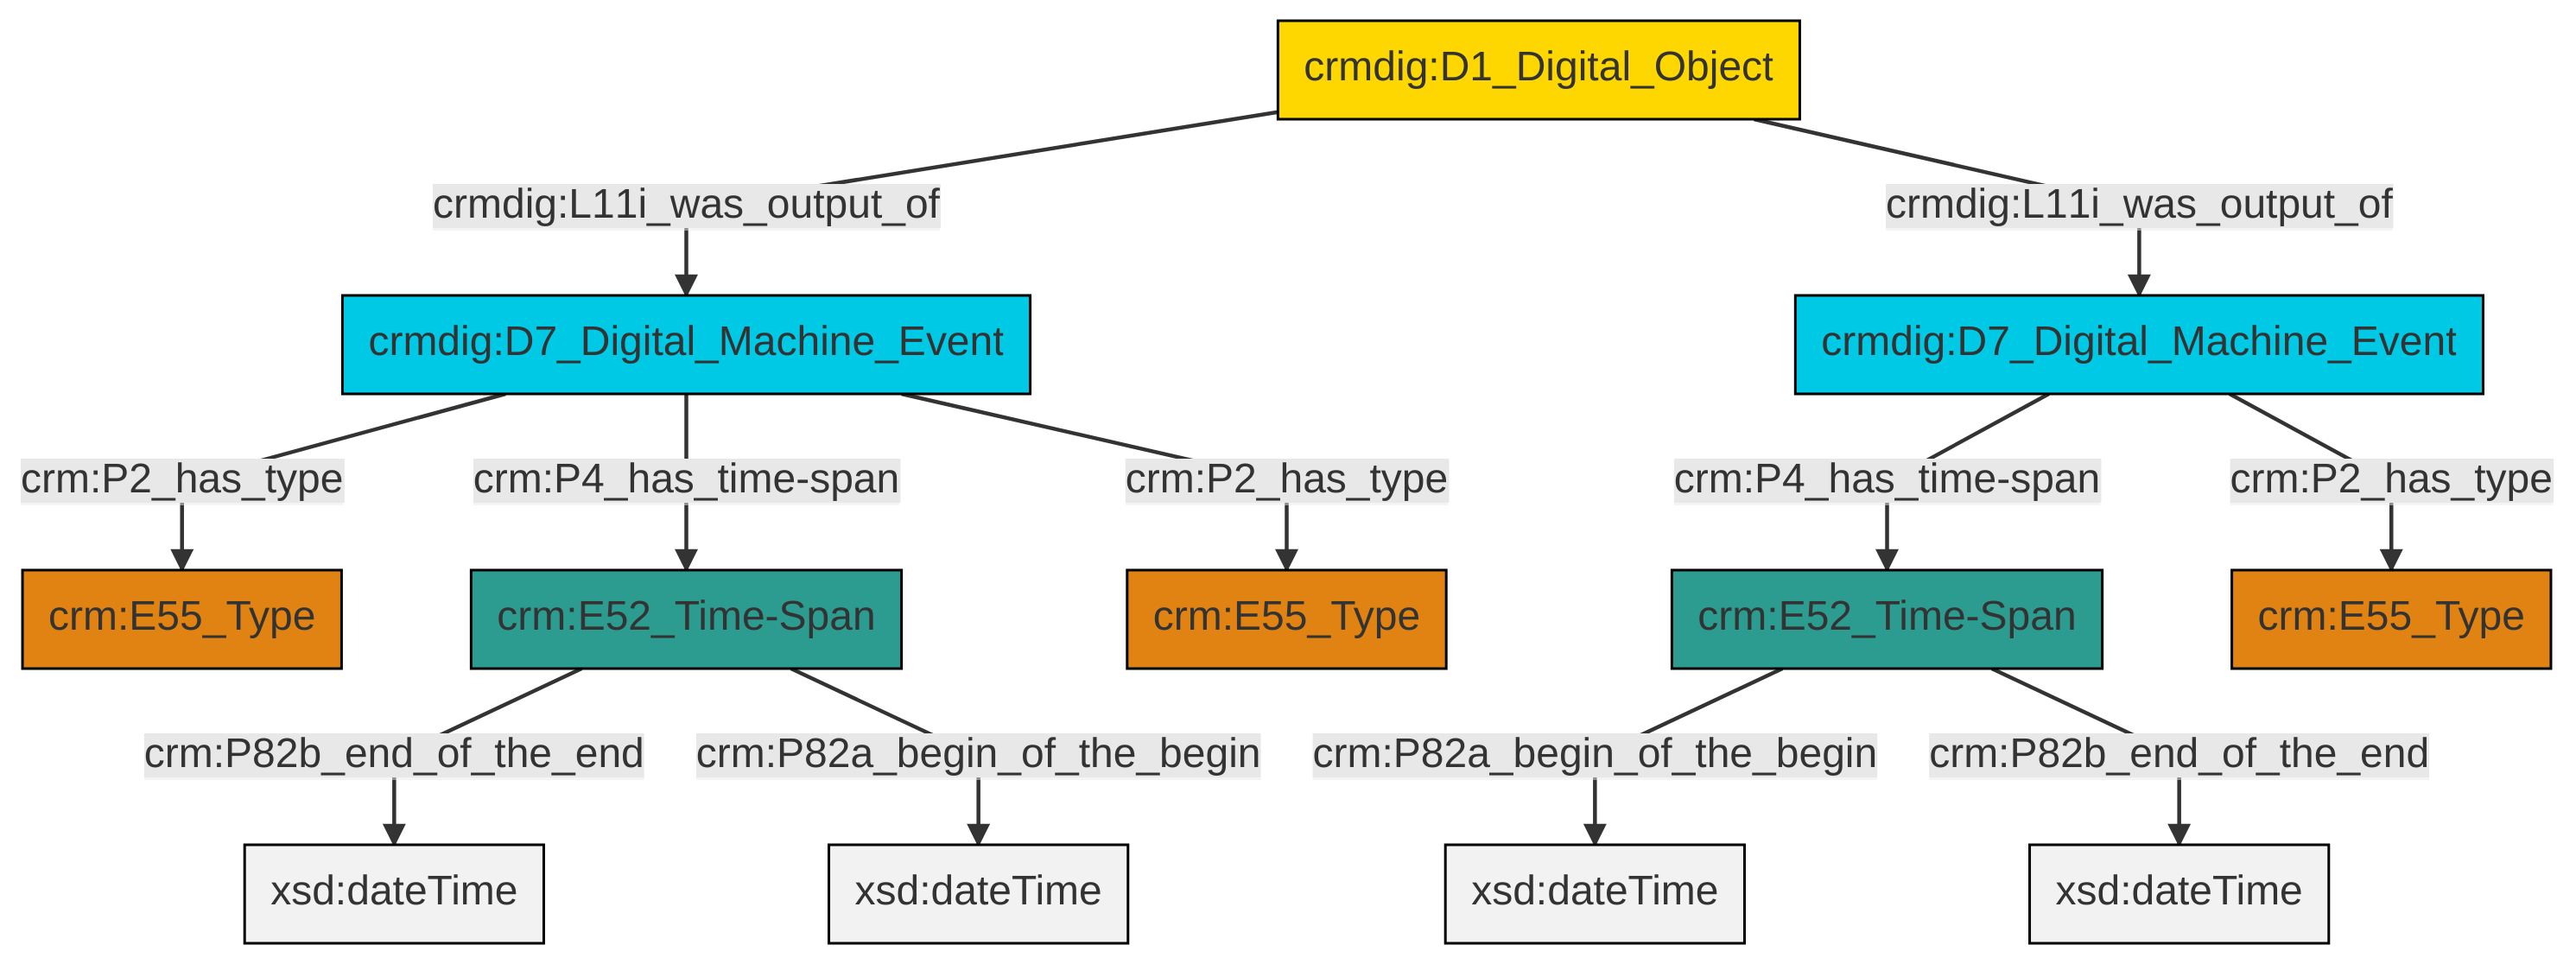 crmdig:D1_Digital_Object
crmdig:L11i_was_output_of
crmdig:L11i_was_output_of
crmdig:D7_Digital_Machine_Event
crmdig:D7_Digital_Machine_Event
crm:P2_has_type
crm:P4_has_time-span
crm:P2_has_type
crm:P4_has_time-span
crm:P2_has_type
crm:E55_Type
crm:E52_Time-Span
crm:E55_Type
crm:E52_Time-Span
crm:E55_Type
crm:P82b_end_of_the_end
crm:P82a_begin_of_the_begin
crm:P82a_begin_of_the_begin
crm:P82b_end_of_the_end
xsd:dateTime
xsd:dateTime
xsd:dateTime
xsd:dateTime